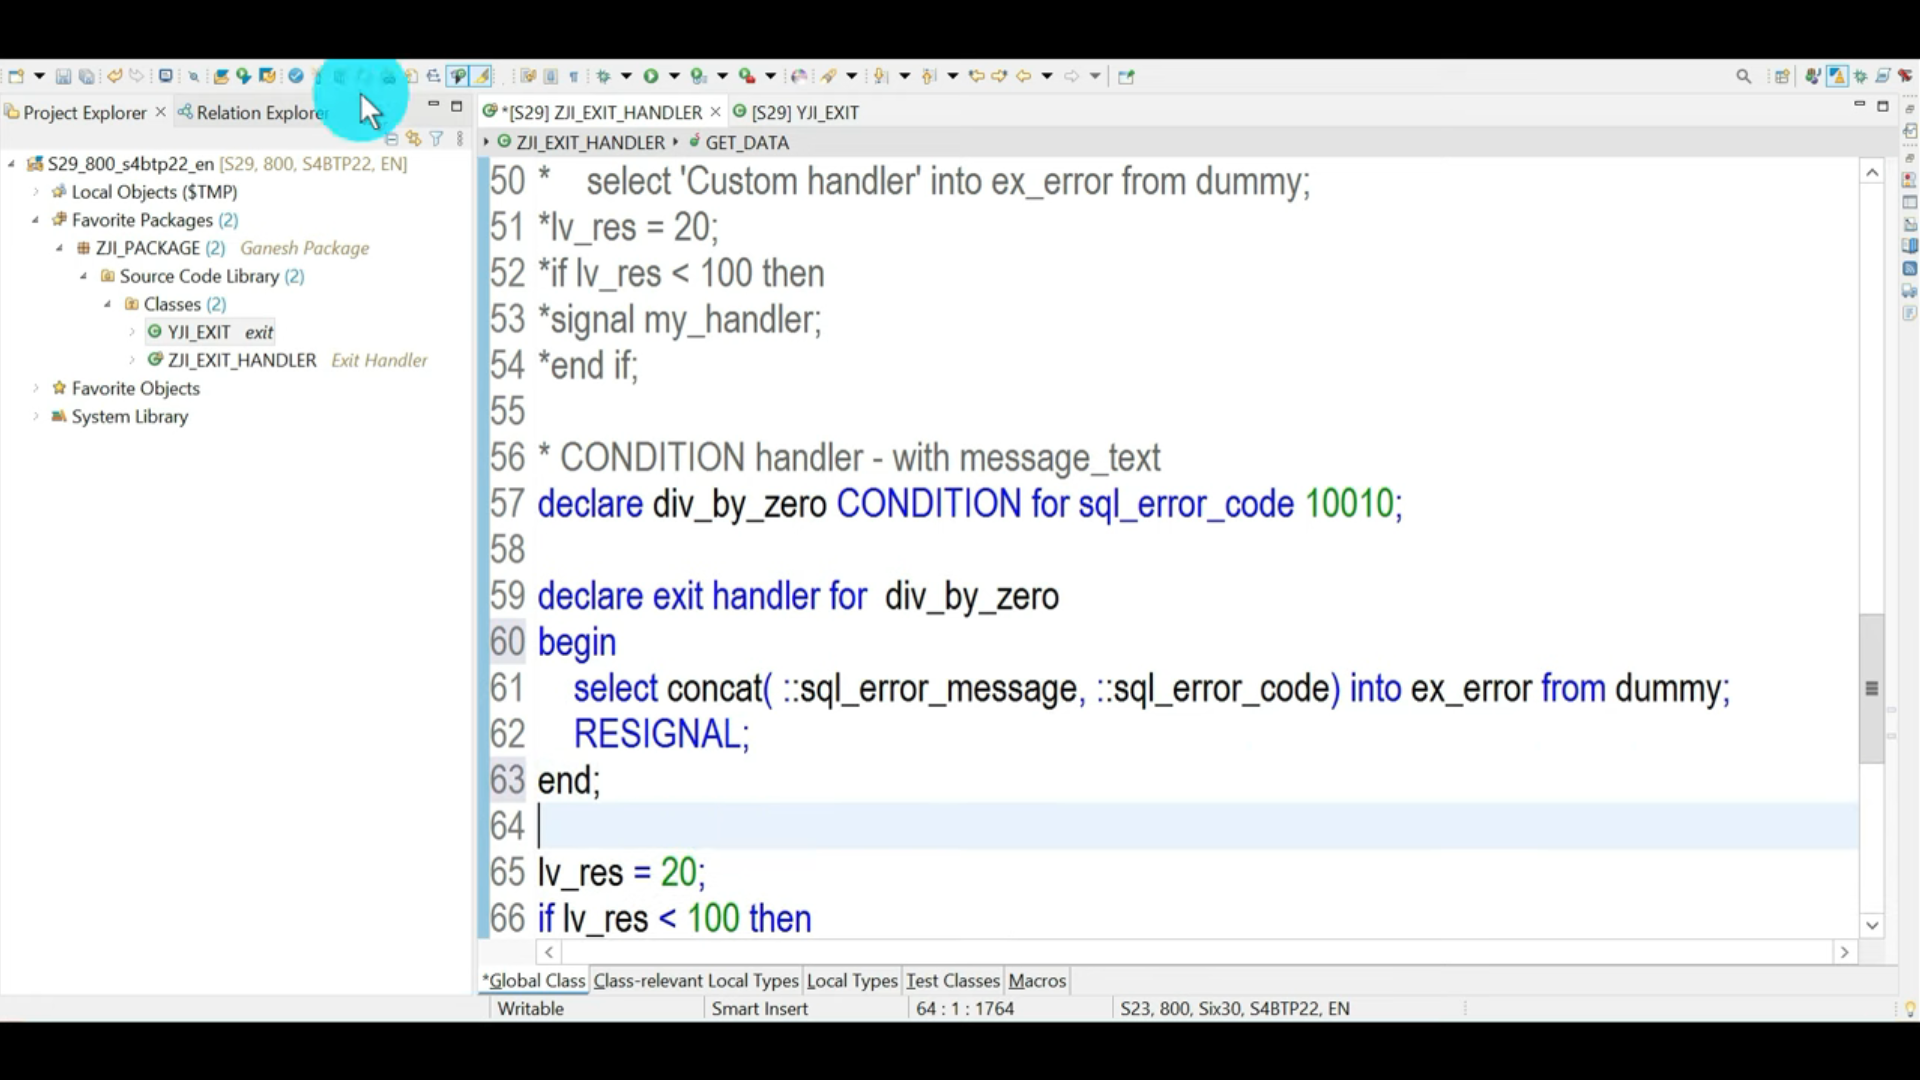 Project Explorer
Relation Explorer
*[S29] ZJI_EXIT_HANDLER
[S29] YJI_EXIT
ZJI_EXIT_HANDLER
GET_DATA
S29_800_s4btp22_en [S29, 800, S4BTP22, EN]
Local Objects ($TMP)
Favorite Packages (2)
ZJI_PACKAGE (2) Ganesh Package
Source Code Library (2)
Classes (2)
YJI_EXIT exit
ZJI_EXIT_HANDLER Exit Handler
Favorite Objects
System Library
50 * select 'Custom handler' into ex_error from dummy;
51 *lv_res = 20;
52 *if lv_res < 100 then
53 *signal my_handler;
54 *end if;
55
56 * CONDITION handler - with message_text
57 declare div_by_zero CONDITION for sql_error_code 10010;
58
59 declare exit handler for div_by_zero
60 begin
61 select concat( ::sql_error_message, ::sql_error_code) into ex_error from dummy;
62 RESIGNAL;
63 end;
64
65 lv_res = 20;
66 if lv_res < 100 then
*Global Class
Class-relevant Local Types
Local Types
Test Classes
Macros
Writable
Smart Insert
64 : 1 : 1764
S23, 800, Six30, S4BTP22, EN